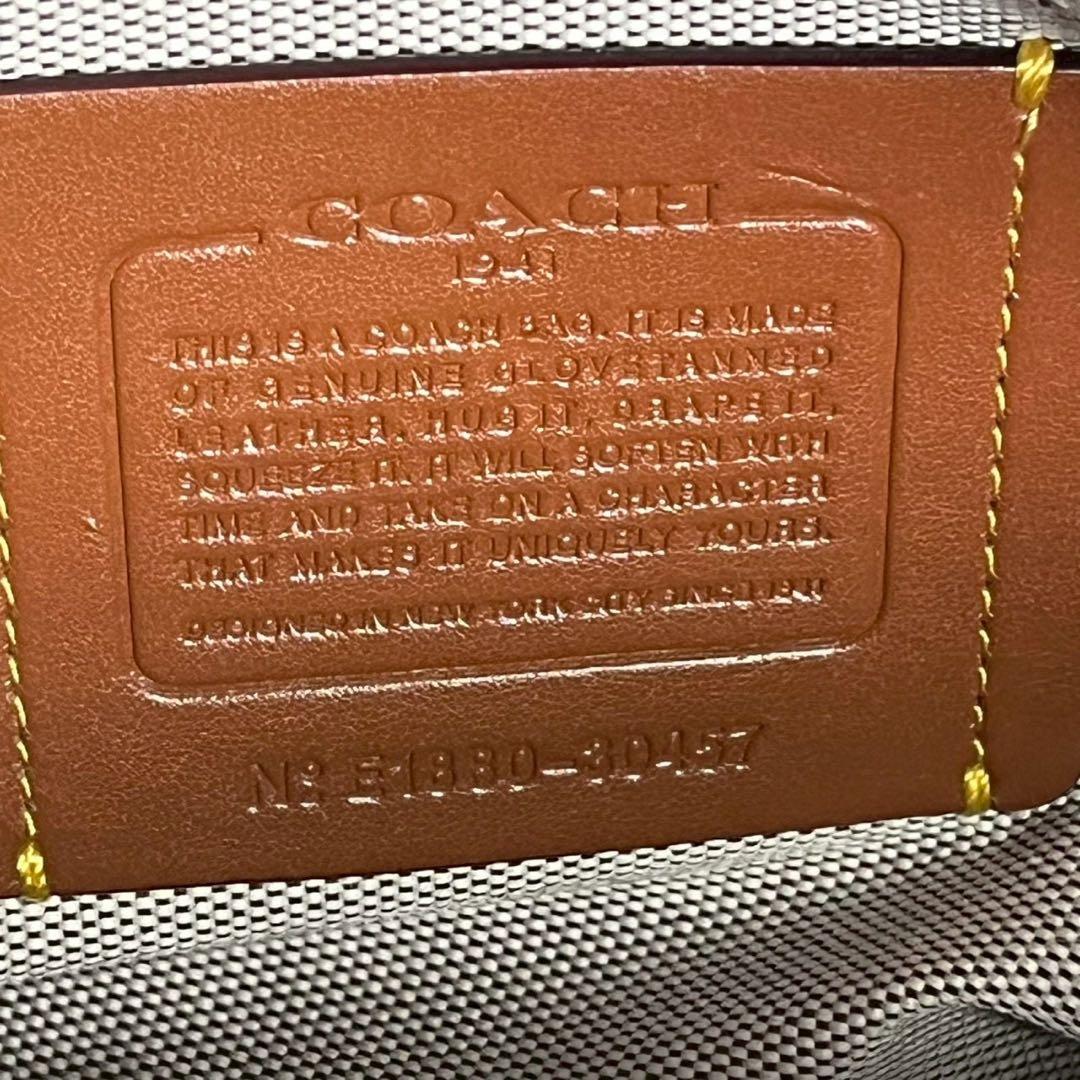 COACH
1941
THIS IS A COACH BAG. IT IS MADE
OF GENUINE GLOVETANNED
LEATHER. HUG IT, DRAPE IT,
SQUEEZE IT. IT WILL SOFTEN WITH
TIME AND TAKE ON A CHARACTER
THAT MAKES IT UNIQUELY YOURS.
DESIGNED IN NEW YORK CITY SINCE 1941
Nº E1880-30457